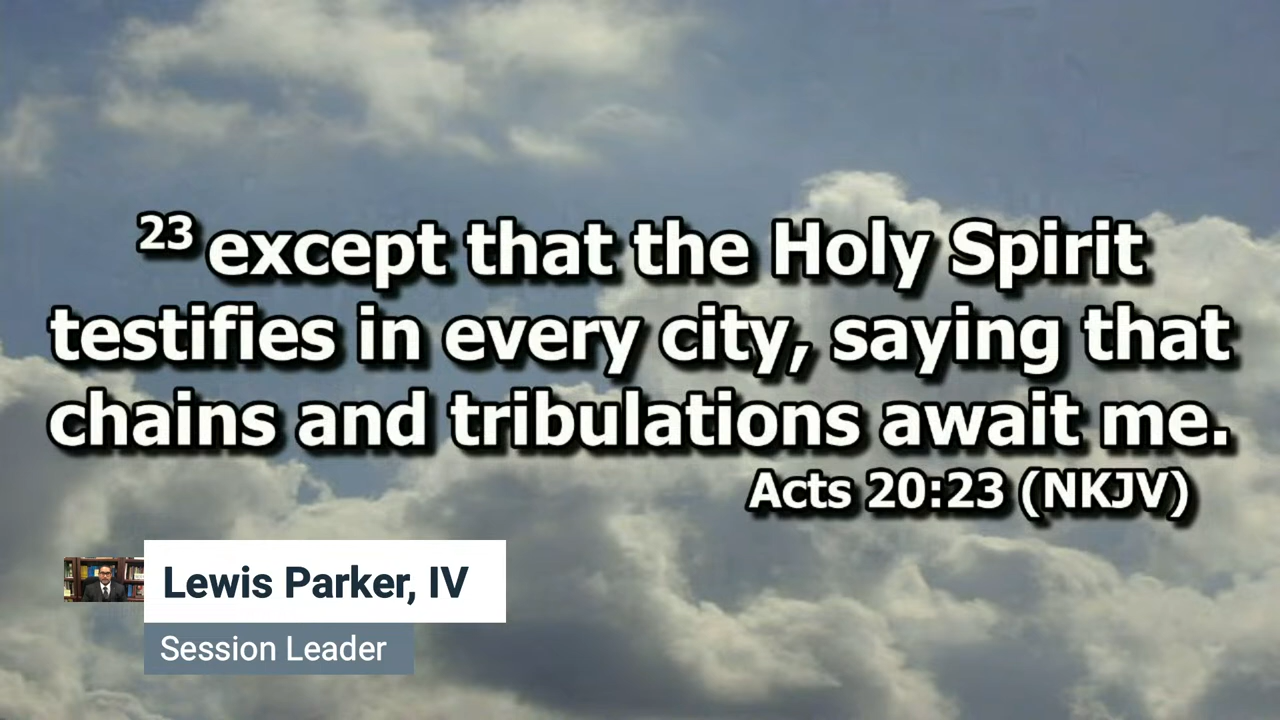 23 except that the Holy Spirit
testifies in every city, saying that
chains and tribulations await me.
Acts 20:23 (NKJV)
Lewis Parker, IV
Session Leader